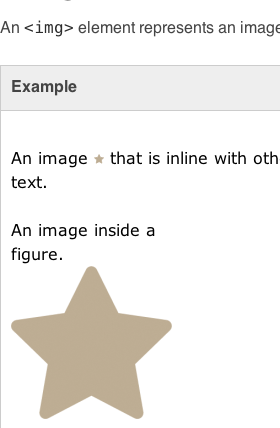 An <img> element represents an image
Example
An image that is inline with oth
text.
An image inside a
figure.